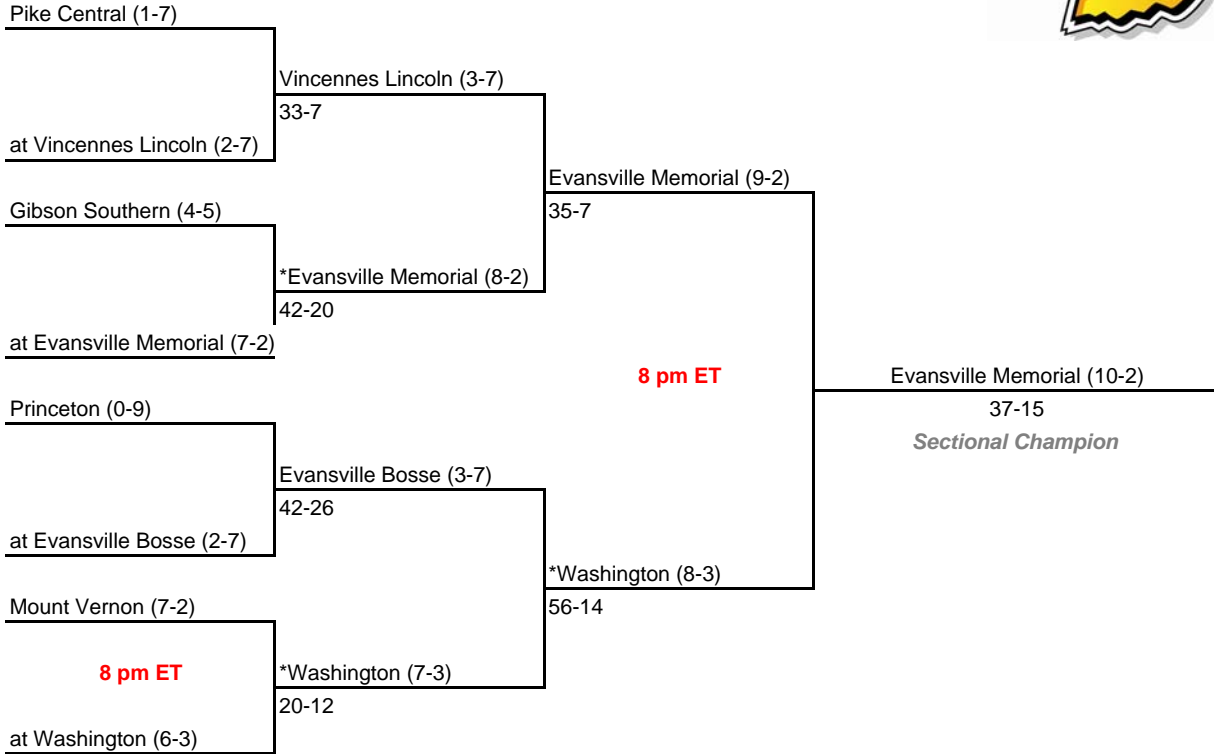 Pike Central (1-7)
Vincennes Lincoln (3-7)
33-7
at Vincennes Lincoln (2-7)
Evansville Memorial (9-2)
35-7
Gibson Southern (4-5)
*Evansville Memorial (8-2)
42-20
at Evansville Memorial (7-2)
8 pm ET
Evansville Memorial (10-2)
37-15
Sectional Champion
Princeton (0-9)
Evansville Bosse (3-7)
42-26
at Evansville Bosse (2-7)
*Washington (8-3)
56-14
Mount Vernon (7-2)
8 pm ET
*Washington (7-3)
20-12
at Washington (6-3)